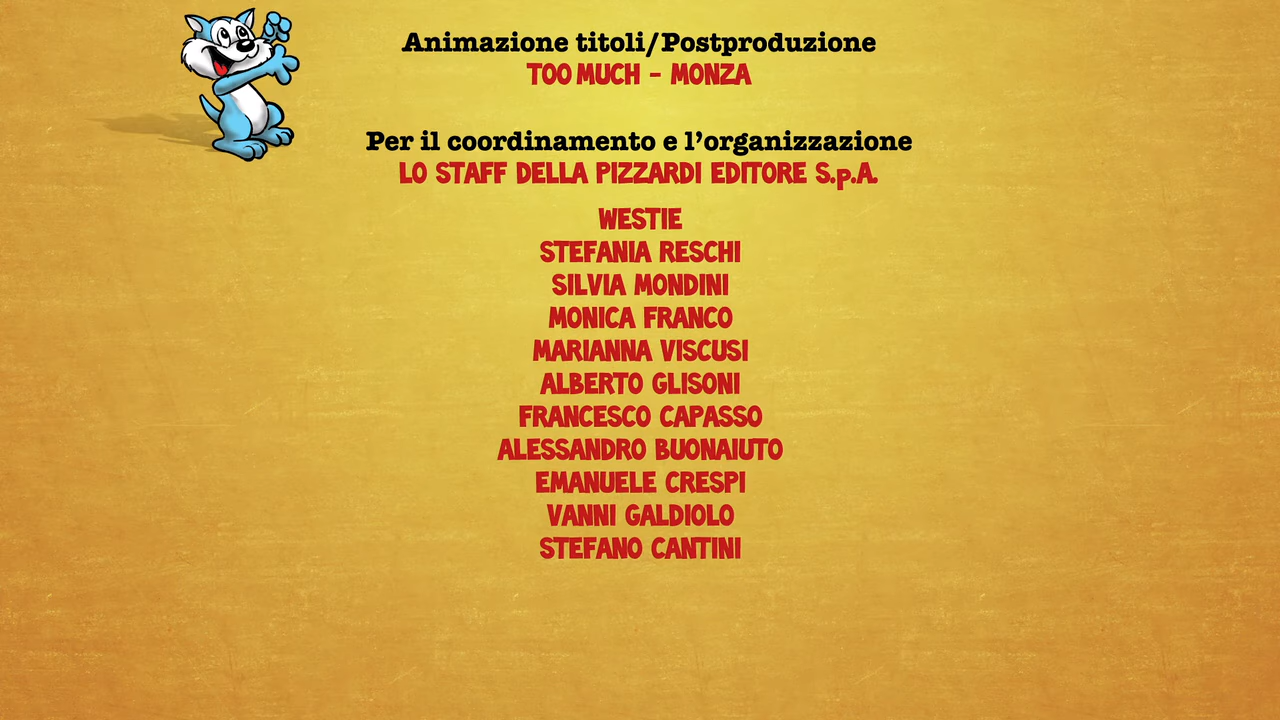 Animazione titoli/Postproduzione
TOO MUCH - MONZA
Per il coordinamento e l'organizzazione
LO STAFF DELLA PIZZARDI EDITORE S.p.A.
WESTIE
STEFANIA RESCHI
SILVIA MONDINI
MONICA FRANCO
MARIANNA VISCUSI
ALBERTO GLISONI
FRANCESCO CAPASSO
ALESSANDRO BUONAIUTO
EMANUELE CRESPI
VANNI GALDIOLO
STEFANO CANTINI